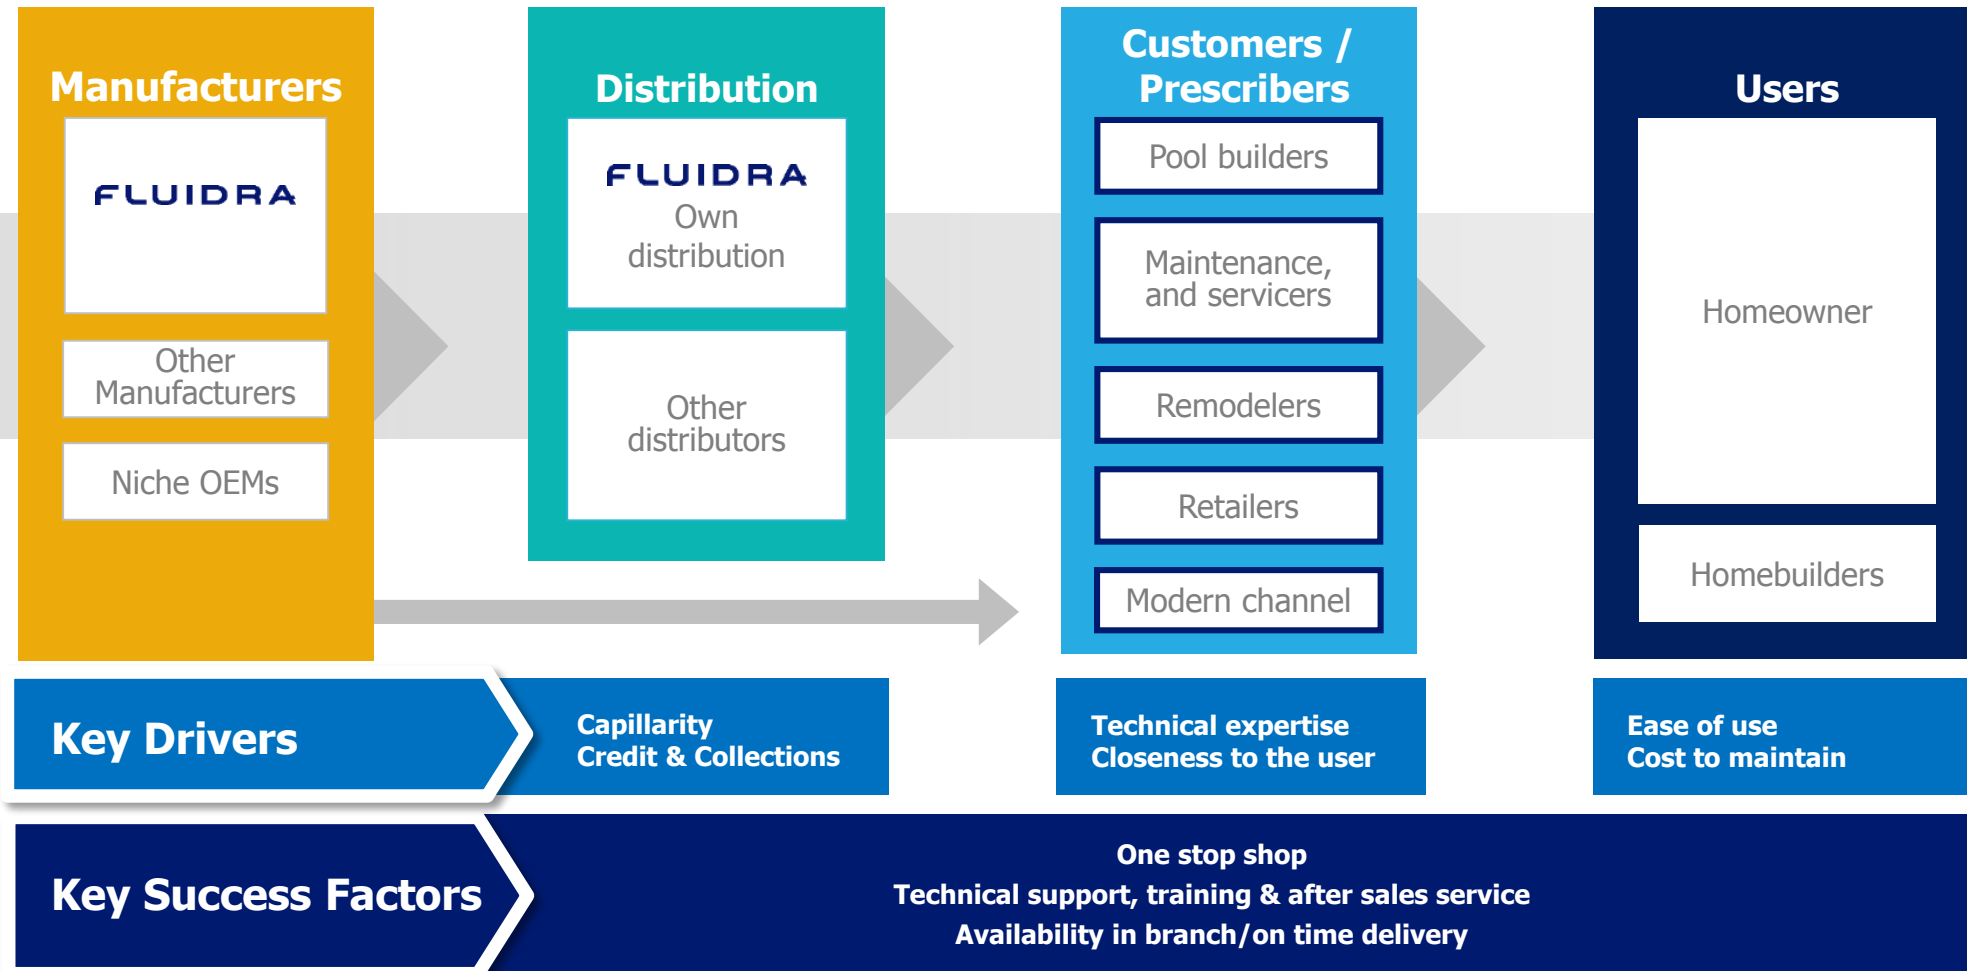 Manufacturers
FLUIDRA
Other
Manufacturers
Niche OEMs
Distribution
FLUIDRA
Own
distribution
Other
distributors
Customers /
Prescribers
Pool builders
Maintenance,
and servicers
Remodelers
Retailers
Modern channel
Users
Homeowner
Homebuilders
Key Drivers
Capillarity
Credit & Collections
Technical expertise
Closeness to the user
Ease of use
Cost to maintain
Key Success Factors
One stop shop
Technical support, training & after sales service
Availability in branch/on time delivery